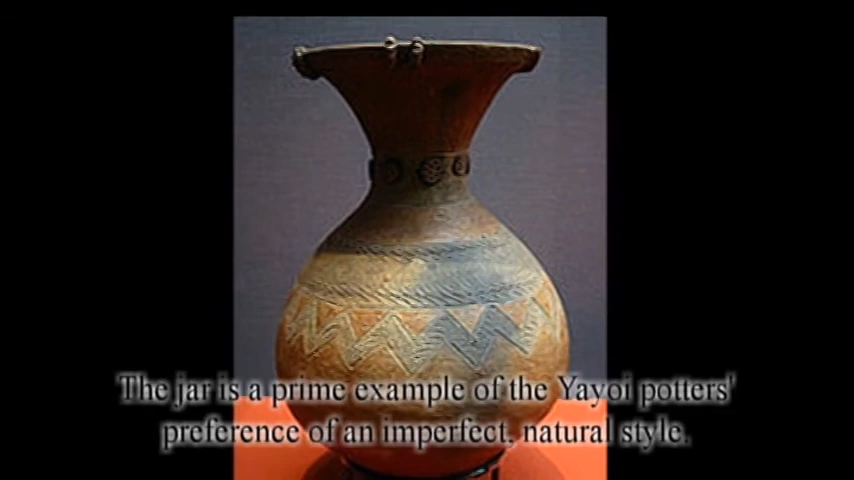 The jar is a prime example of the Yayoi potters'
preference of an imperfect, natural style.